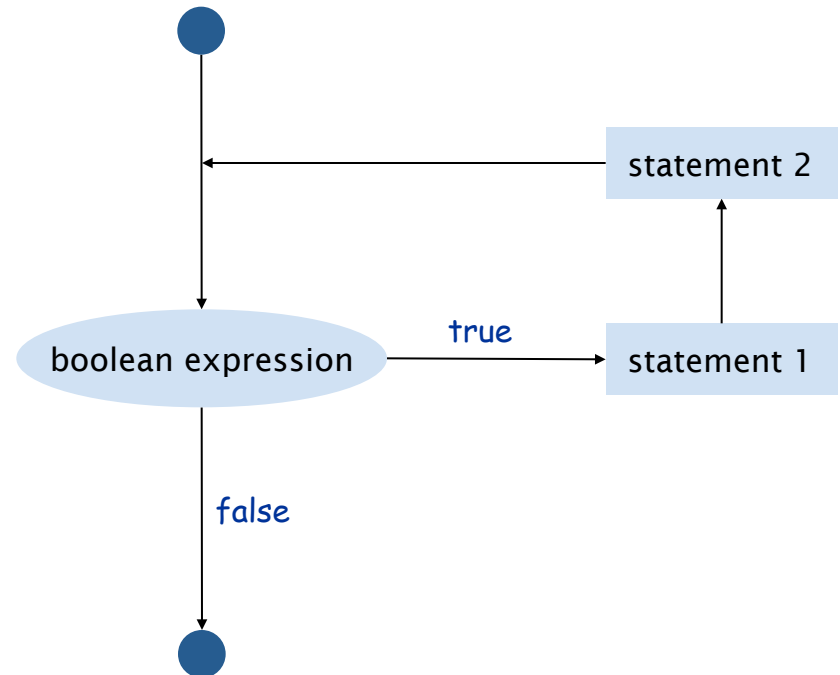 statement 2
boolean expression
true
statement 1
false